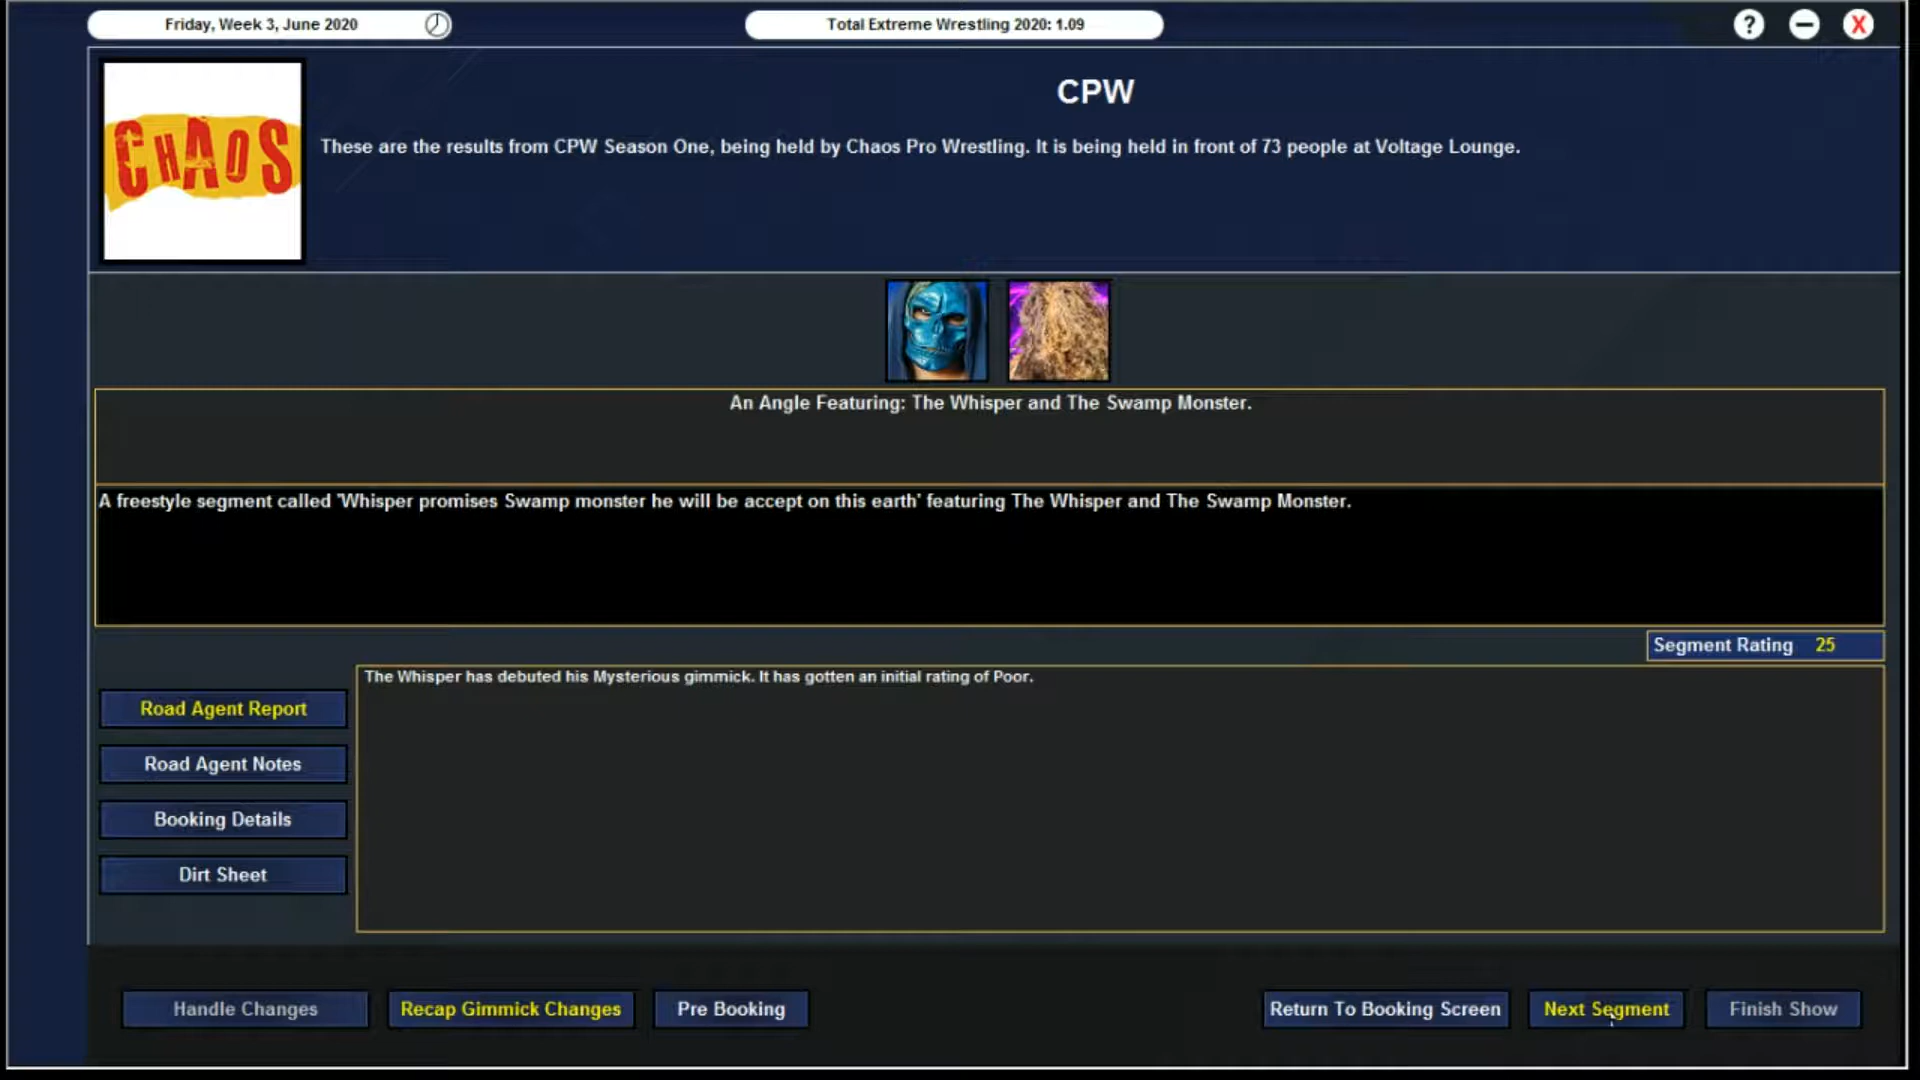 Friday, Week 3, June 2020
Total Extreme Wrestling 2020: 1.09
?
X
CHAOS
CPW
These are the results from CPW Season One, being held by Chaos Pro Wrestling. It is being held in front of 73 people at Voltage Lounge.
An Angle Featuring: The Whisper and The Swamp Monster.
A freestyle segment called 'Whisper promises Swamp monster he will be accept on this earth' featuring The Whisper and The Swamp Monster.
Segment Rating 25
The Whisper has debuted his Mysterious gimmick. It has gotten an initial rating of Poor.
Road Agent Report
Road Agent Notes
Booking Details
Dirt Sheet
Handle Changes
Recap Gimmick Changes
Pre Booking
Return To Booking Screen
Next Segment
Finish Show